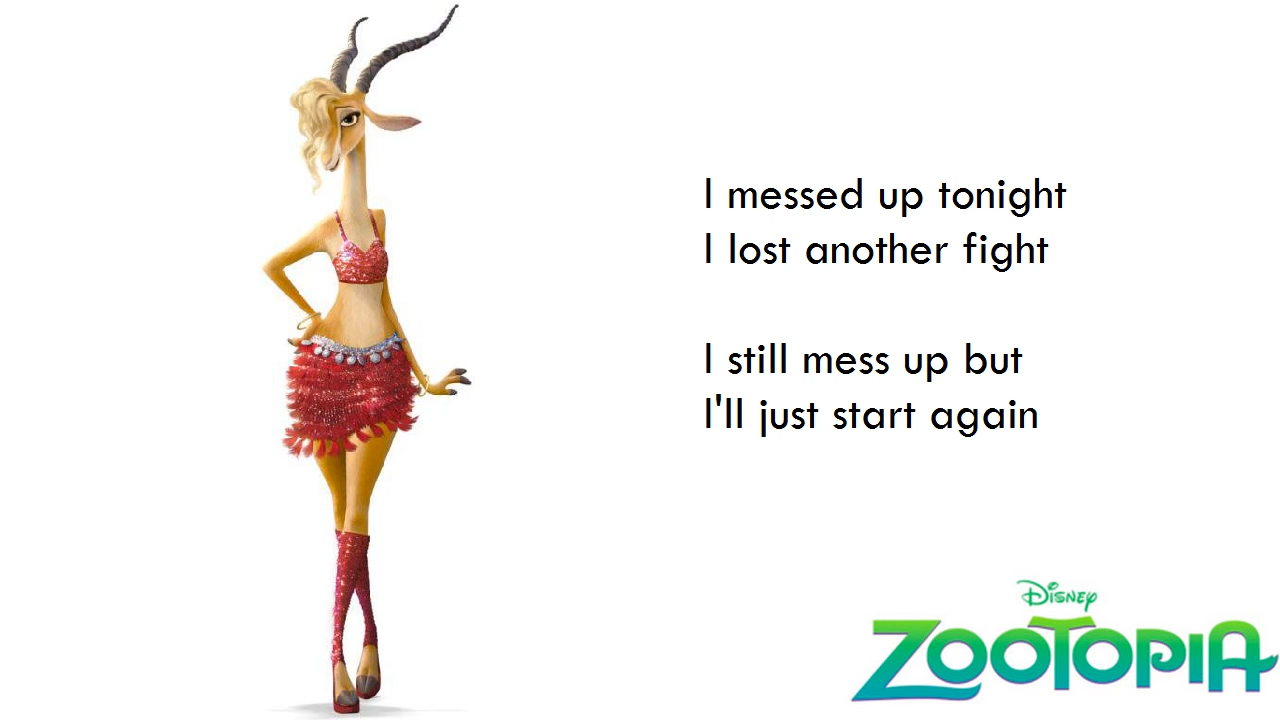 I messed up tonight
I lost another fight
I still mess up but
I'll just start again
Disney
ZOOTOPIA